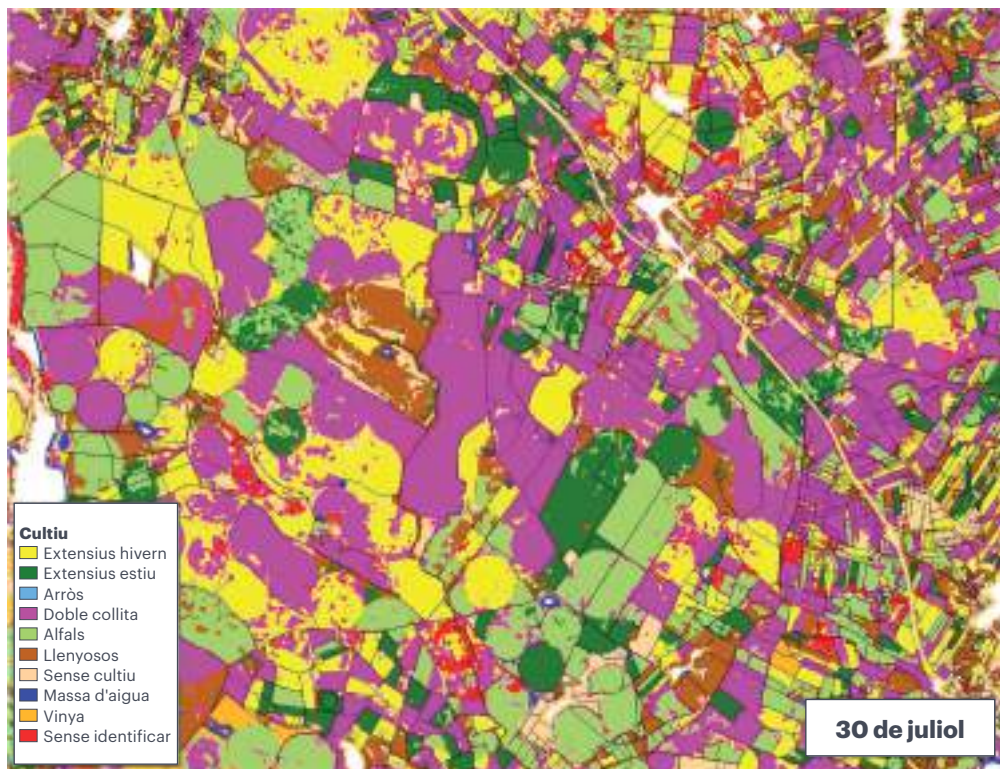 Cultiu
Extensius hivern
Extensius estiu
Arròs
Doble collita
Alfals
Llenyosos
Sense cultiu
Massa d'aigua
Vinya
Sense identificar
30 de juliol